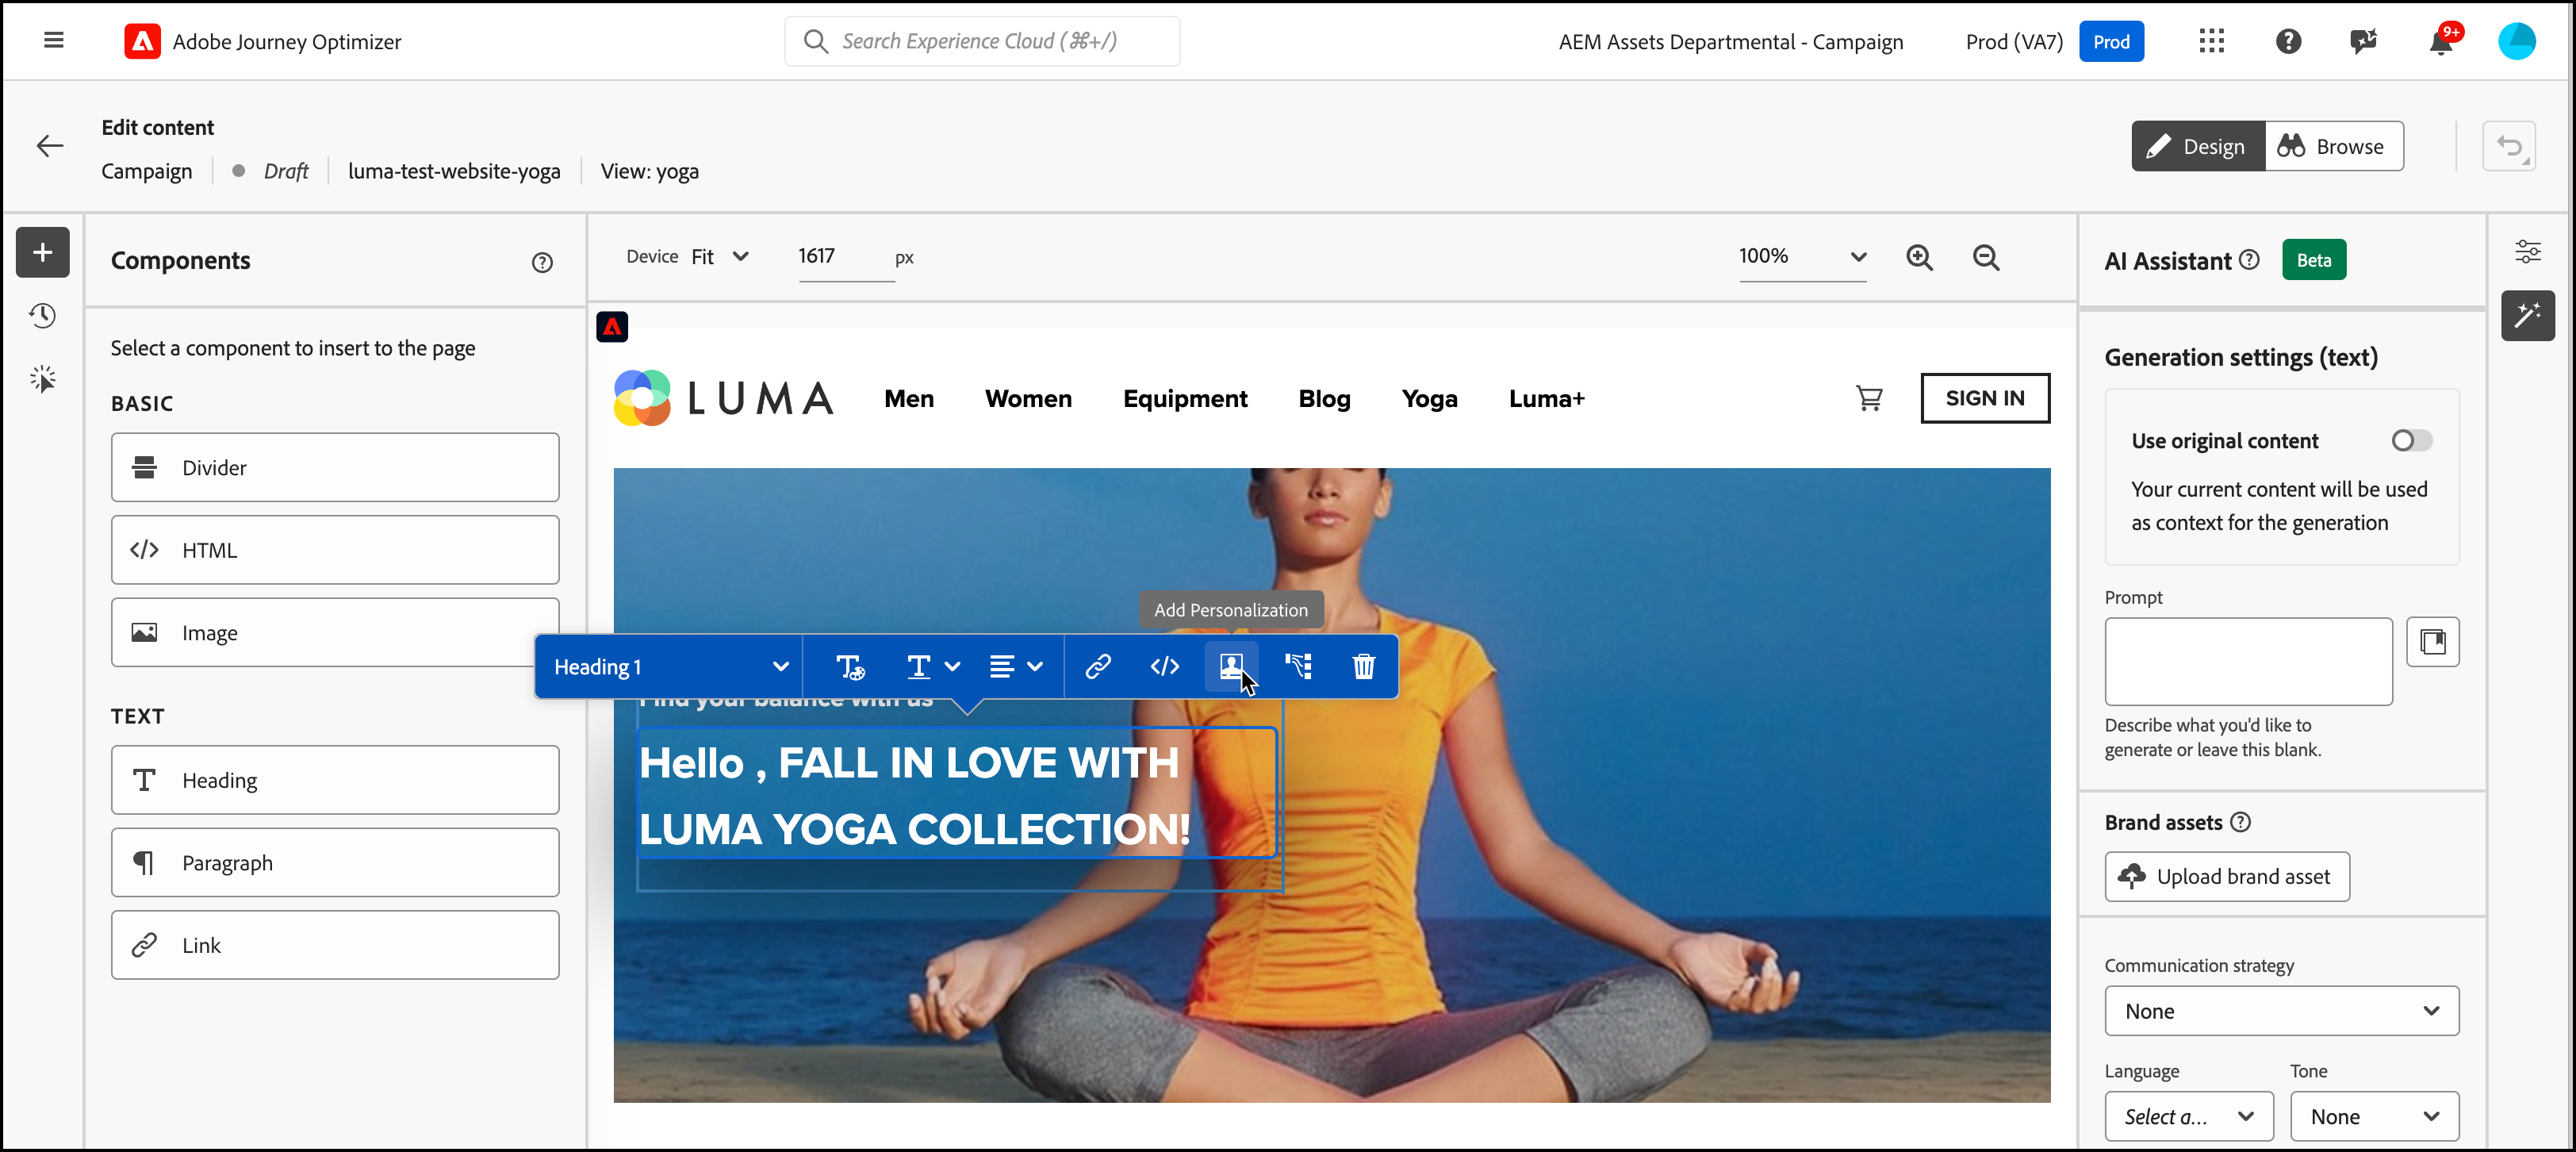 Adobe Journey Optimizer
Search Experience Cloud (⌘+/)
AEM Assets Departmental - Campaign
Prod (VA7)
Prod
9+
Edit content
Campaign
Draft
luma-test-website-yoga
View: yoga
Design
Browse
Components
Select a component to insert to the page
BASIC
Divider
HTML
Image
TEXT
Heading
Paragraph
Link
Device Fit
1617 px
100%
LUMA
Men
Women
Equipment
Blog
Yoga
Luma+
SIGN IN
Add Personalization
Heading 1
Find your balance with us
Hello , FALL IN LOVE WITH
LUMA YOGA COLLECTION!
AI Assistant
Beta
Generation settings (text)
Use original content
Your current content will be used
as context for the generation
Prompt
Describe what you'd like to
generate or leave this blank.
Brand assets
Upload brand asset
Communication strategy
None
Language
Tone
Select a...
None